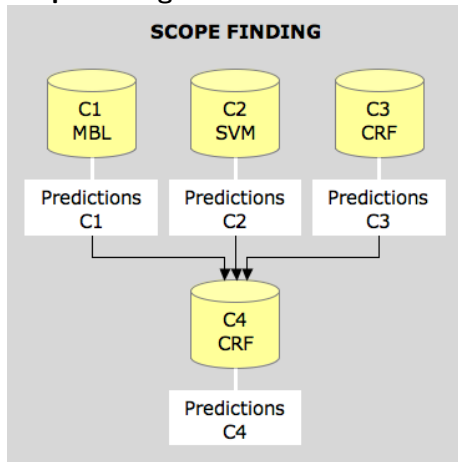 SCOPE FINDING
C1
MBL
C2
SVM
C3
CRF
Predictions
C1
Predictions
C2
Predictions
C3
C4
CRF
Predictions
C4